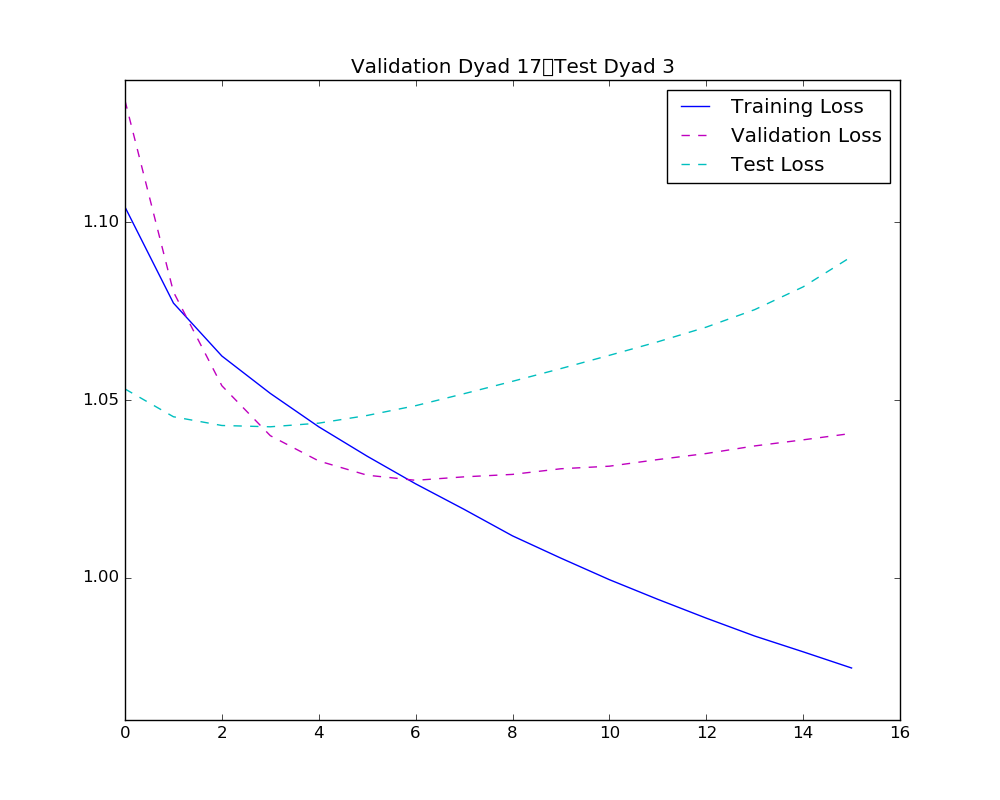 Validation Dyad 17▯Test Dyad 3
Training Loss
Validation Loss
Test Loss
1.10
1.05
1.00
0 2 4 6 8 10 12 14 16